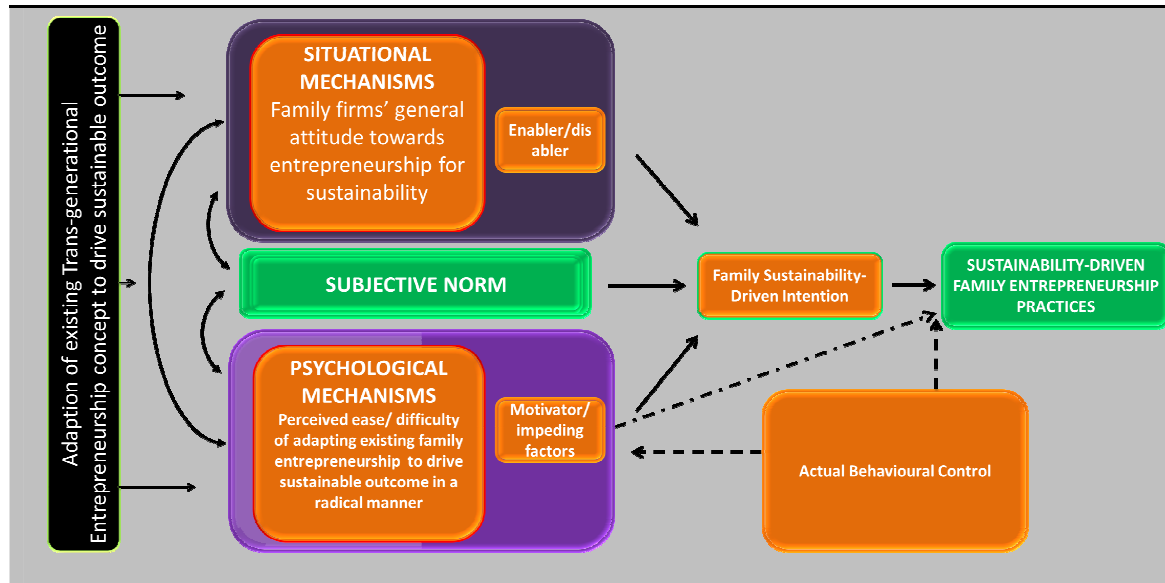 Adaption of existing Trans-generational
Entrepreneurship concept to drive sustainable outcome
SITUATIONAL
MECHANISMS
Family firms' general
attitude towards
entrepreneurship for
sustainability
Enabler/dis
abler
SUBJECTIVE NORM
PSYCHOLOGICAL
MECHANISMS
Perceived ease/ difficulty
of adapting existing family
entrepreneurship to drive
sustainable outcome in a
radical manner
Motivator/
impeding
factors
Family Sustainability-
Driven Intention
SUSTAINABILITY-DRIVEN
FAMILY ENTREPRENEURSHIP
PRACTICES
Actual Behavioural Control